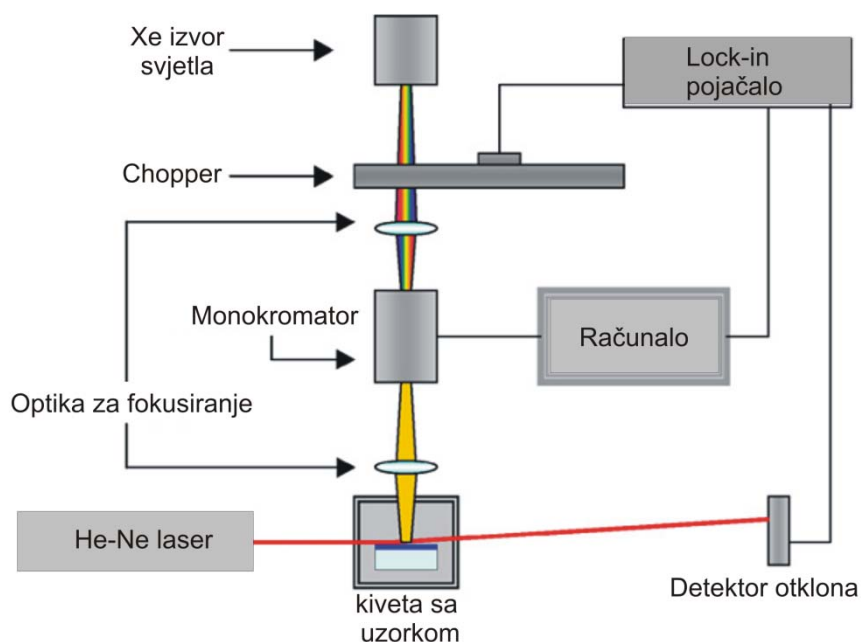 Xe izvor
svjetla
Lock-in
pojačalo
Chopper
Monokromator
Računalo
Optika za fokusiranje
He-Ne laser
Detektor otklona
kiveta sa
uzorkom